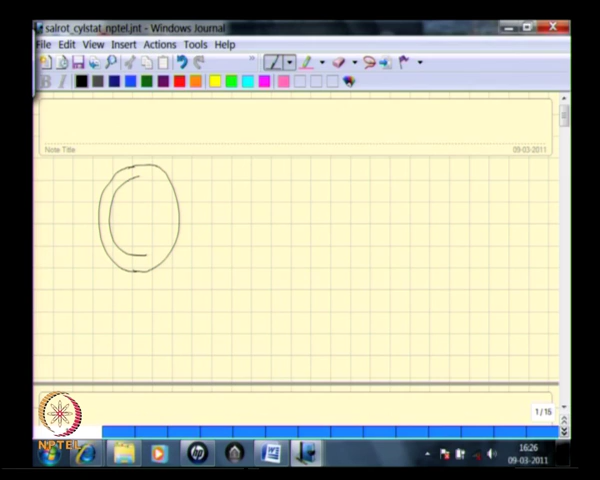 salrot_cylstat_nptel.jnt - Windows Journal
File Edit View Insert Actions Tools Help
B I
Note Title
09-03-2011
1 / 15
NPTEL
16:26
09-03-2011